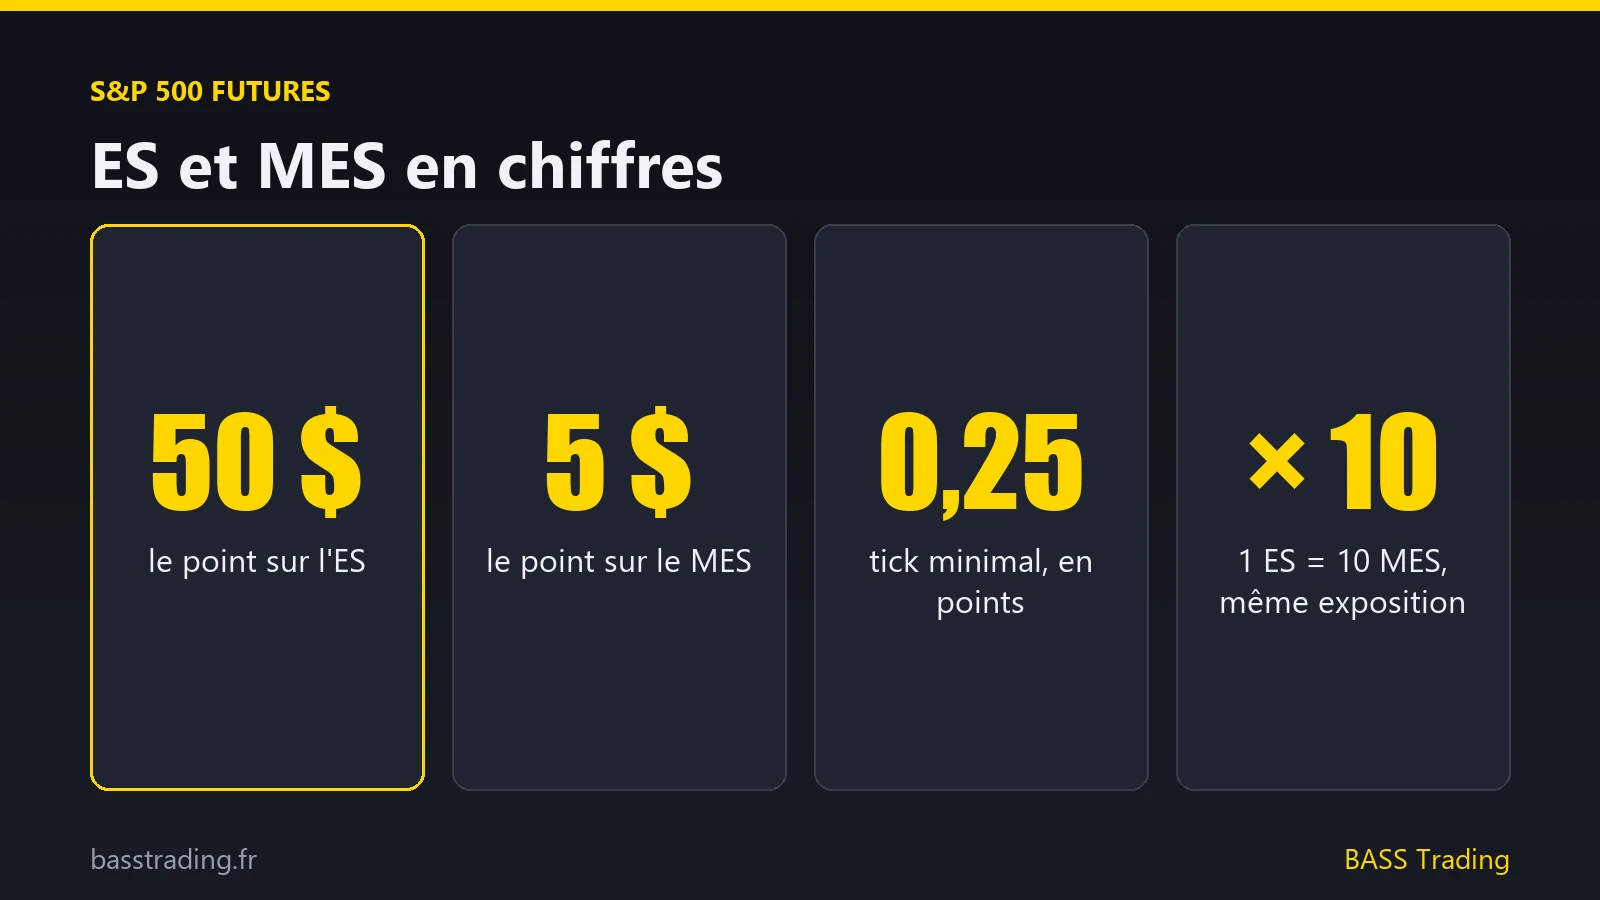 S&P 500 FUTURES
ES et MES en chiffres
50 $
le point sur l'ES
5 $
le point sur le MES
0,25
tick minimal, en
points
× 10
1 ES = 10 MES,
même exposition
basstrading.fr
BASS Trading